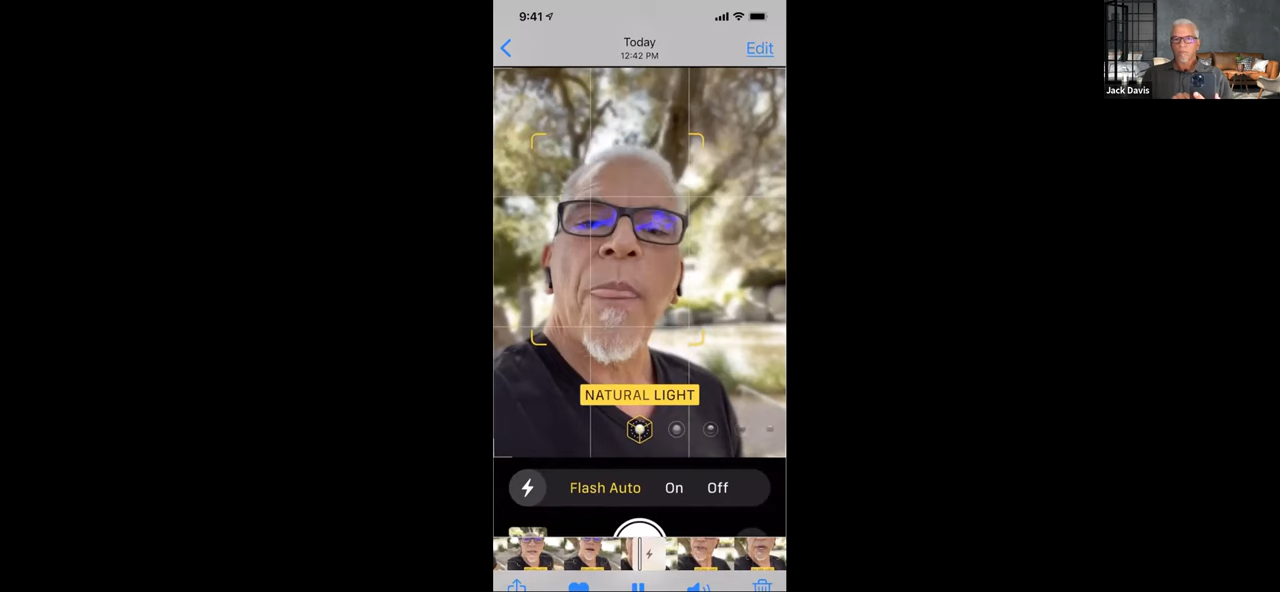 9:41
Today
12:42 PM
Edit
Jack Davis
NATURAL LIGHT
Flash Auto On Off